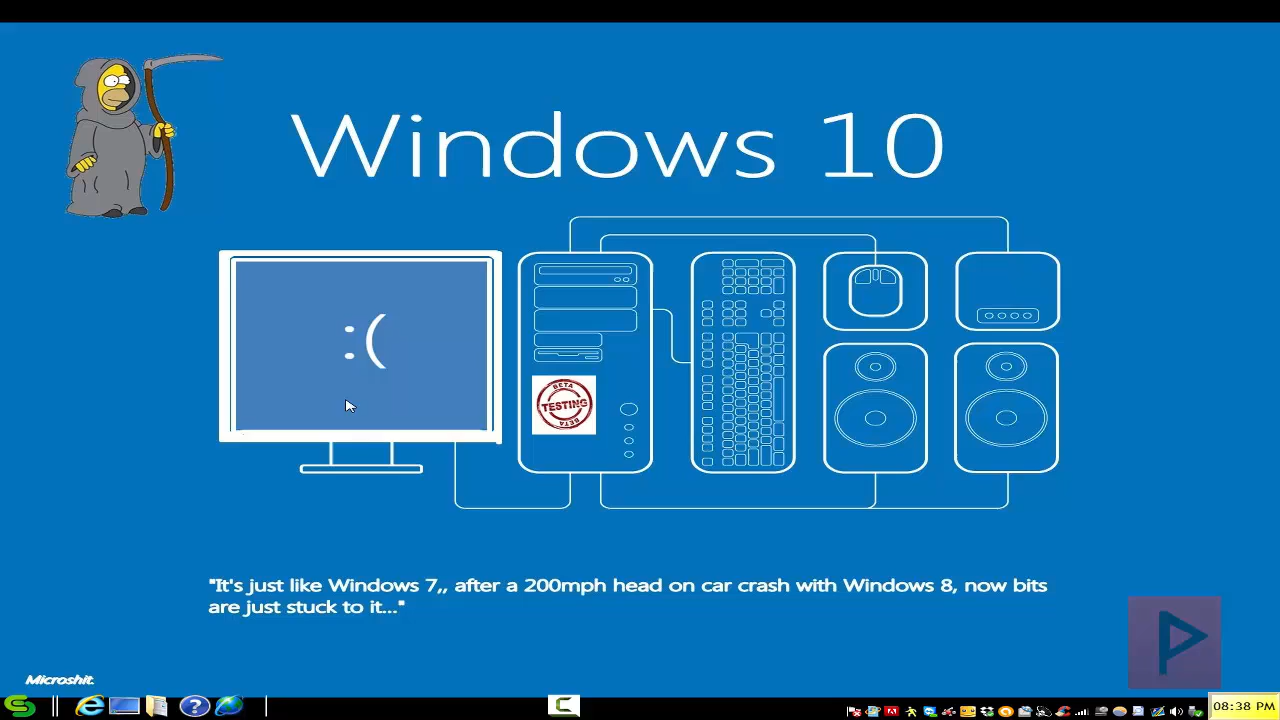 Windows 10
:(
BETA
TESTING
BETA
"It's just like Windows 7,, after a 200mph head on car crash with Windows 8, now bits
are just stuck to it..."
Microshit.
08:38 PM